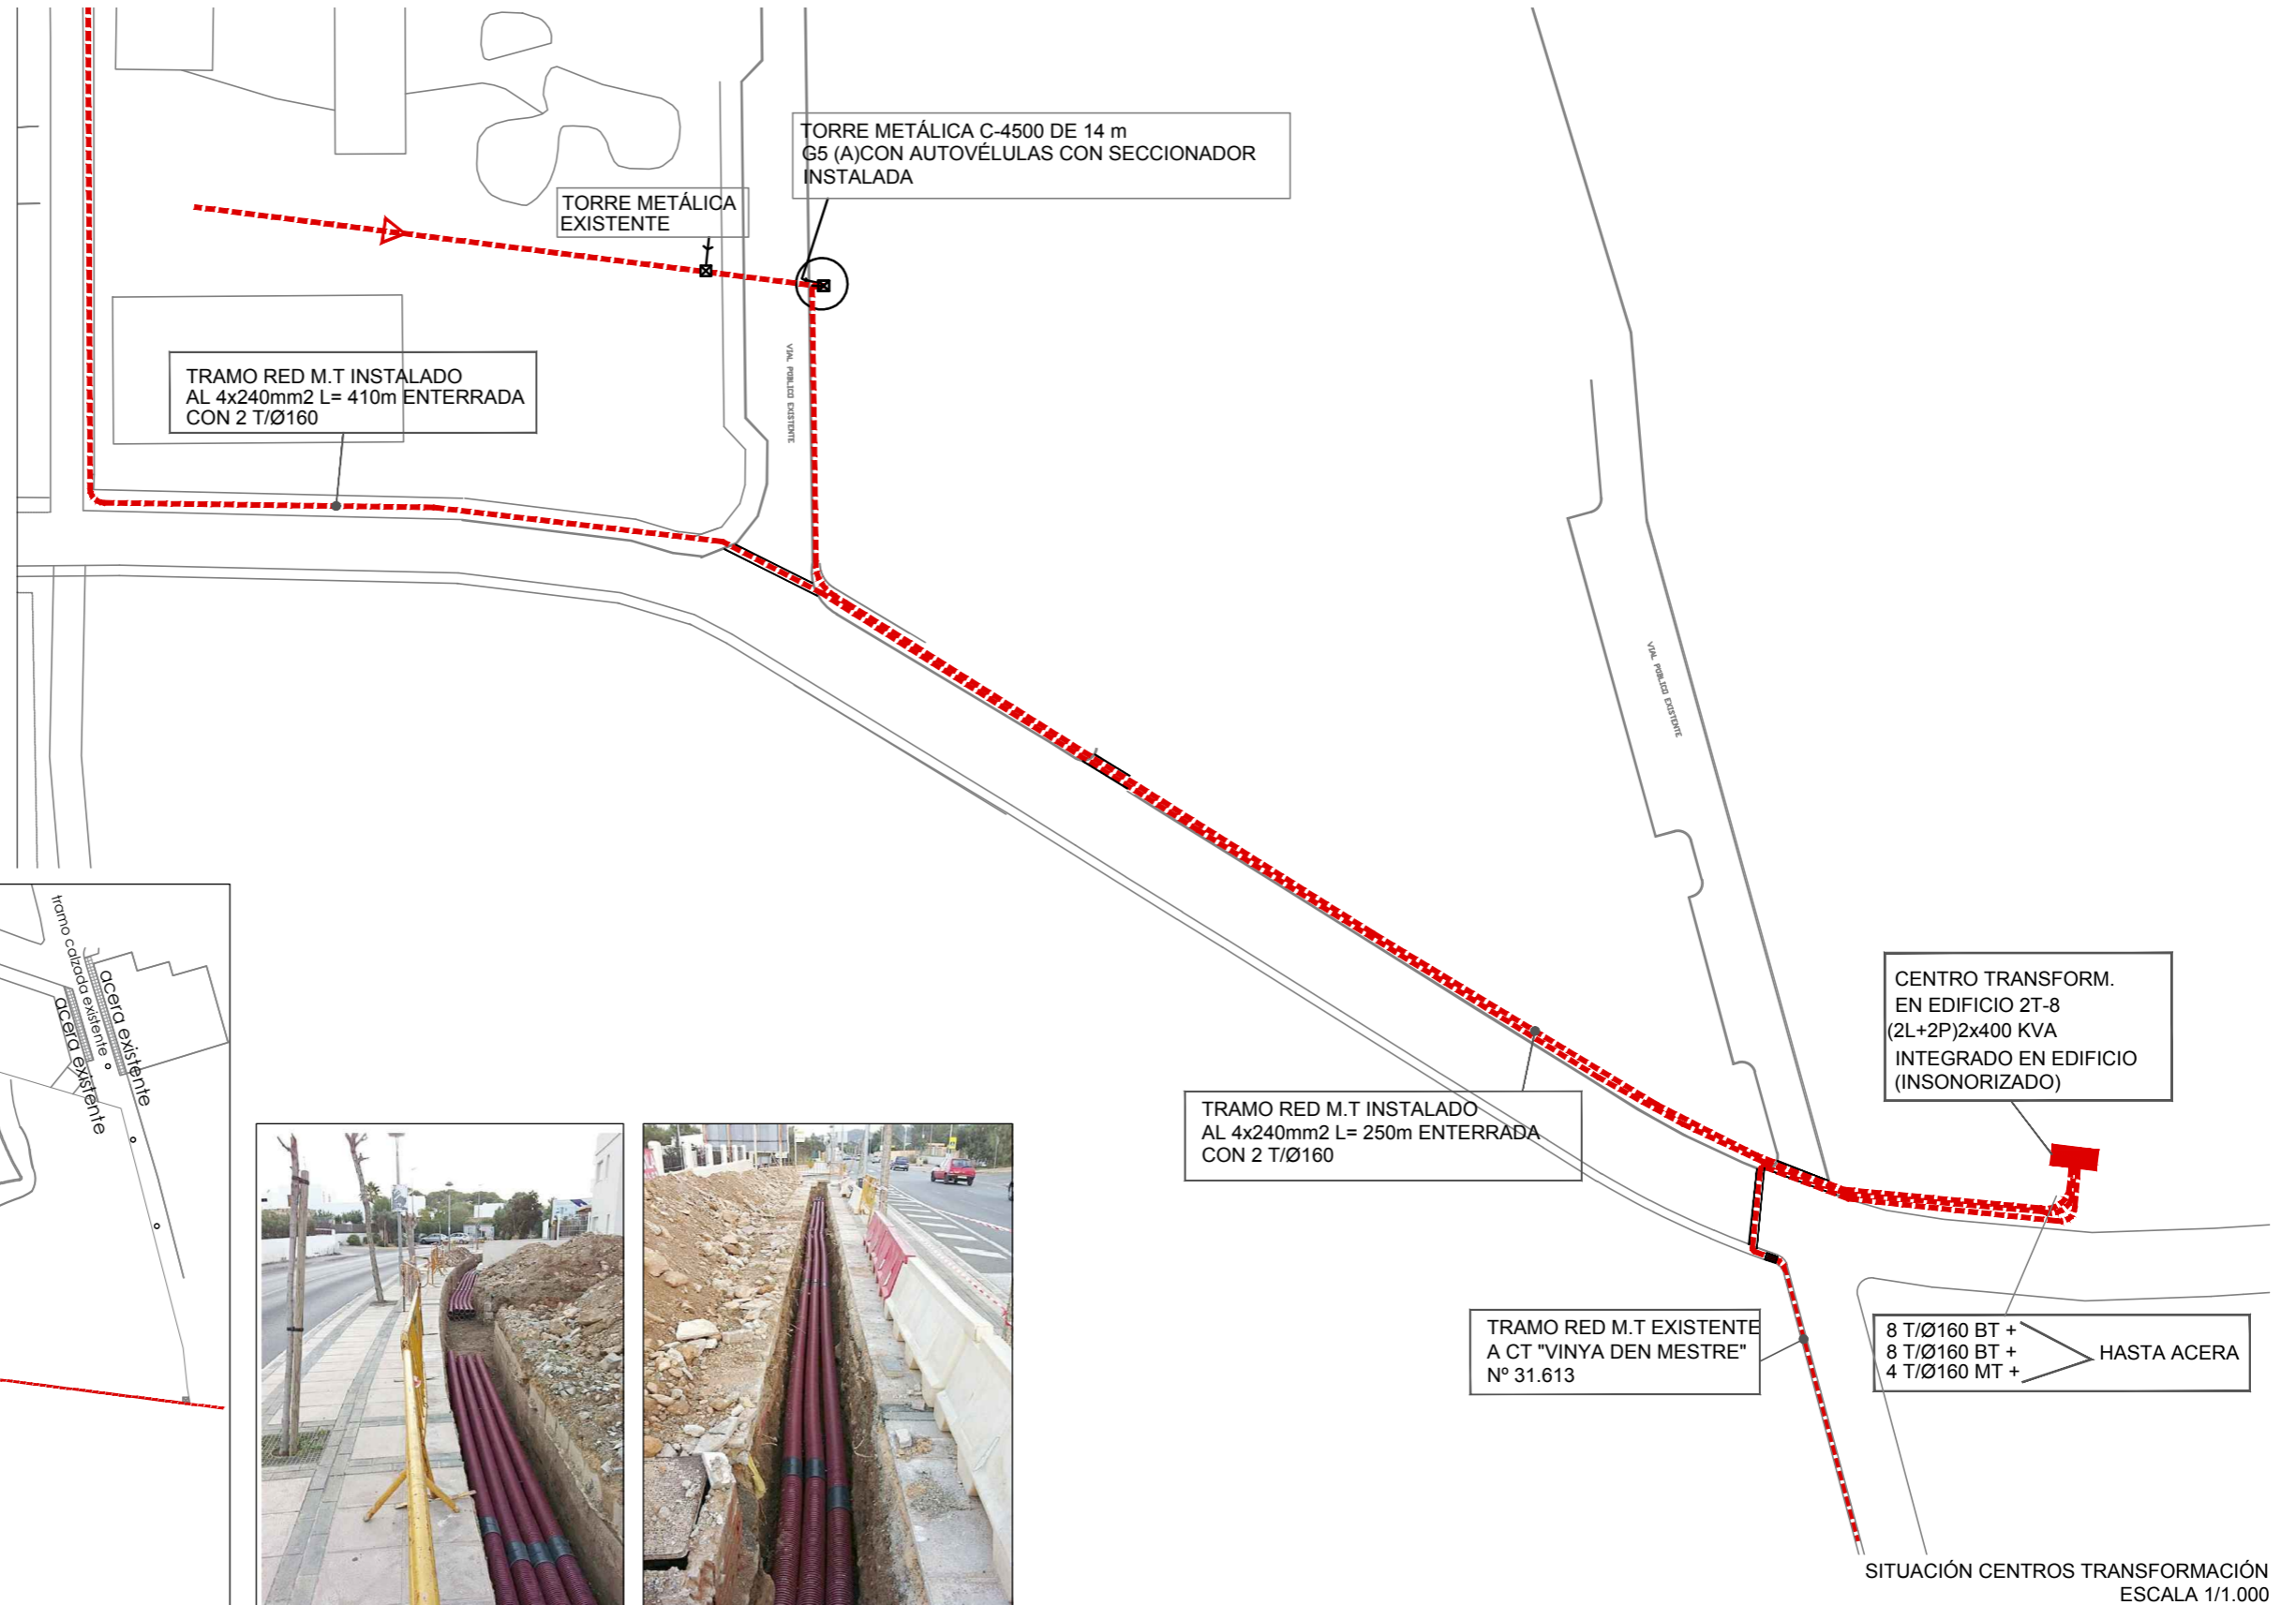 TORRE METÁLICA C-4500 DE 14 m
G5 (A)CON AUTOVÉLULAS CON SECCIONADOR
INSTALADA
TORRE METÁLICA
EXISTENTE
VIAL PUBLICO EXISTENTE
TRAMO RED M.T INSTALADO
AL 4x240mm2 L= 410m ENTERRADA
CON 2 T/Ø160
VIAL PUBLICO EXISTENTE
tramo calzada existente
acera existente
acera existente
CENTRO TRANSFORM.
EN EDIFICIO 2T-8
(2L+2P)2x400 KVA
INTEGRADO EN EDIFICIO
(INSONORIZADO)
TRAMO RED M.T INSTALADO
AL 4x240mm2 L= 250m ENTERRADA
CON 2 T/Ø160
TRAMO RED M.T EXISTENTE
A CT "VINYA DEN MESTRE"
Nº 31.613
8 T/Ø160 BT +
8 T/Ø160 BT +
4 T/Ø160 MT +
HASTA ACERA
SITUACIÓN CENTROS TRANSFORMACIÓN
ESCALA 1/1.000